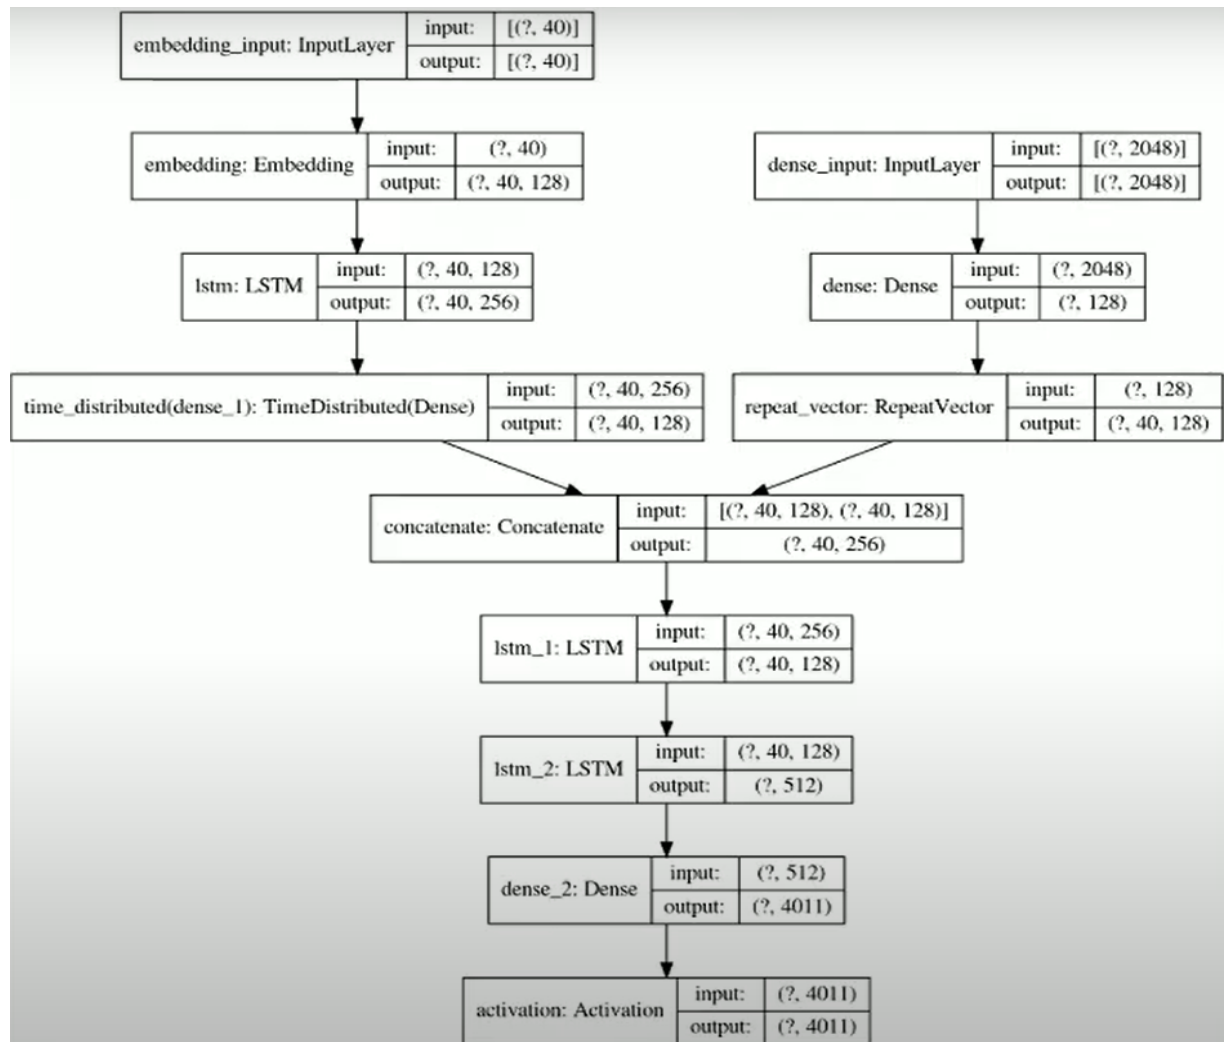 embedding_input: InputLayer
input: [(?, 40)]
output: [(?, 40)]
embedding: Embedding
input: (?, 40)
output: (?, 40, 128)
dense_input: InputLayer
input: [(?, 2048)]
output: [(?, 2048)]
lstm: LSTM
input: (?, 40, 128)
output: (?, 40, 256)
dense: Dense
input: (?, 2048)
output: (?, 128)
time_distributed(dense_1): TimeDistributed(Dense)
input: (?, 40, 256)
output: (?, 40, 128)
repeat_vector: RepeatVector
input: (?, 128)
output: (?, 40, 128)
concatenate: Concatenate
input: [(?, 40, 128), (?, 40, 128)]
output: (?, 40, 256)
lstm_1: LSTM
input: (?, 40, 256)
output: (?, 40, 128)
lstm_2: LSTM
input: (?, 40, 128)
output: (?, 512)
dense_2: Dense
input: (?, 512)
output: (?, 4011)
activation: Activation
input: (?, 4011)
output: (?, 4011)